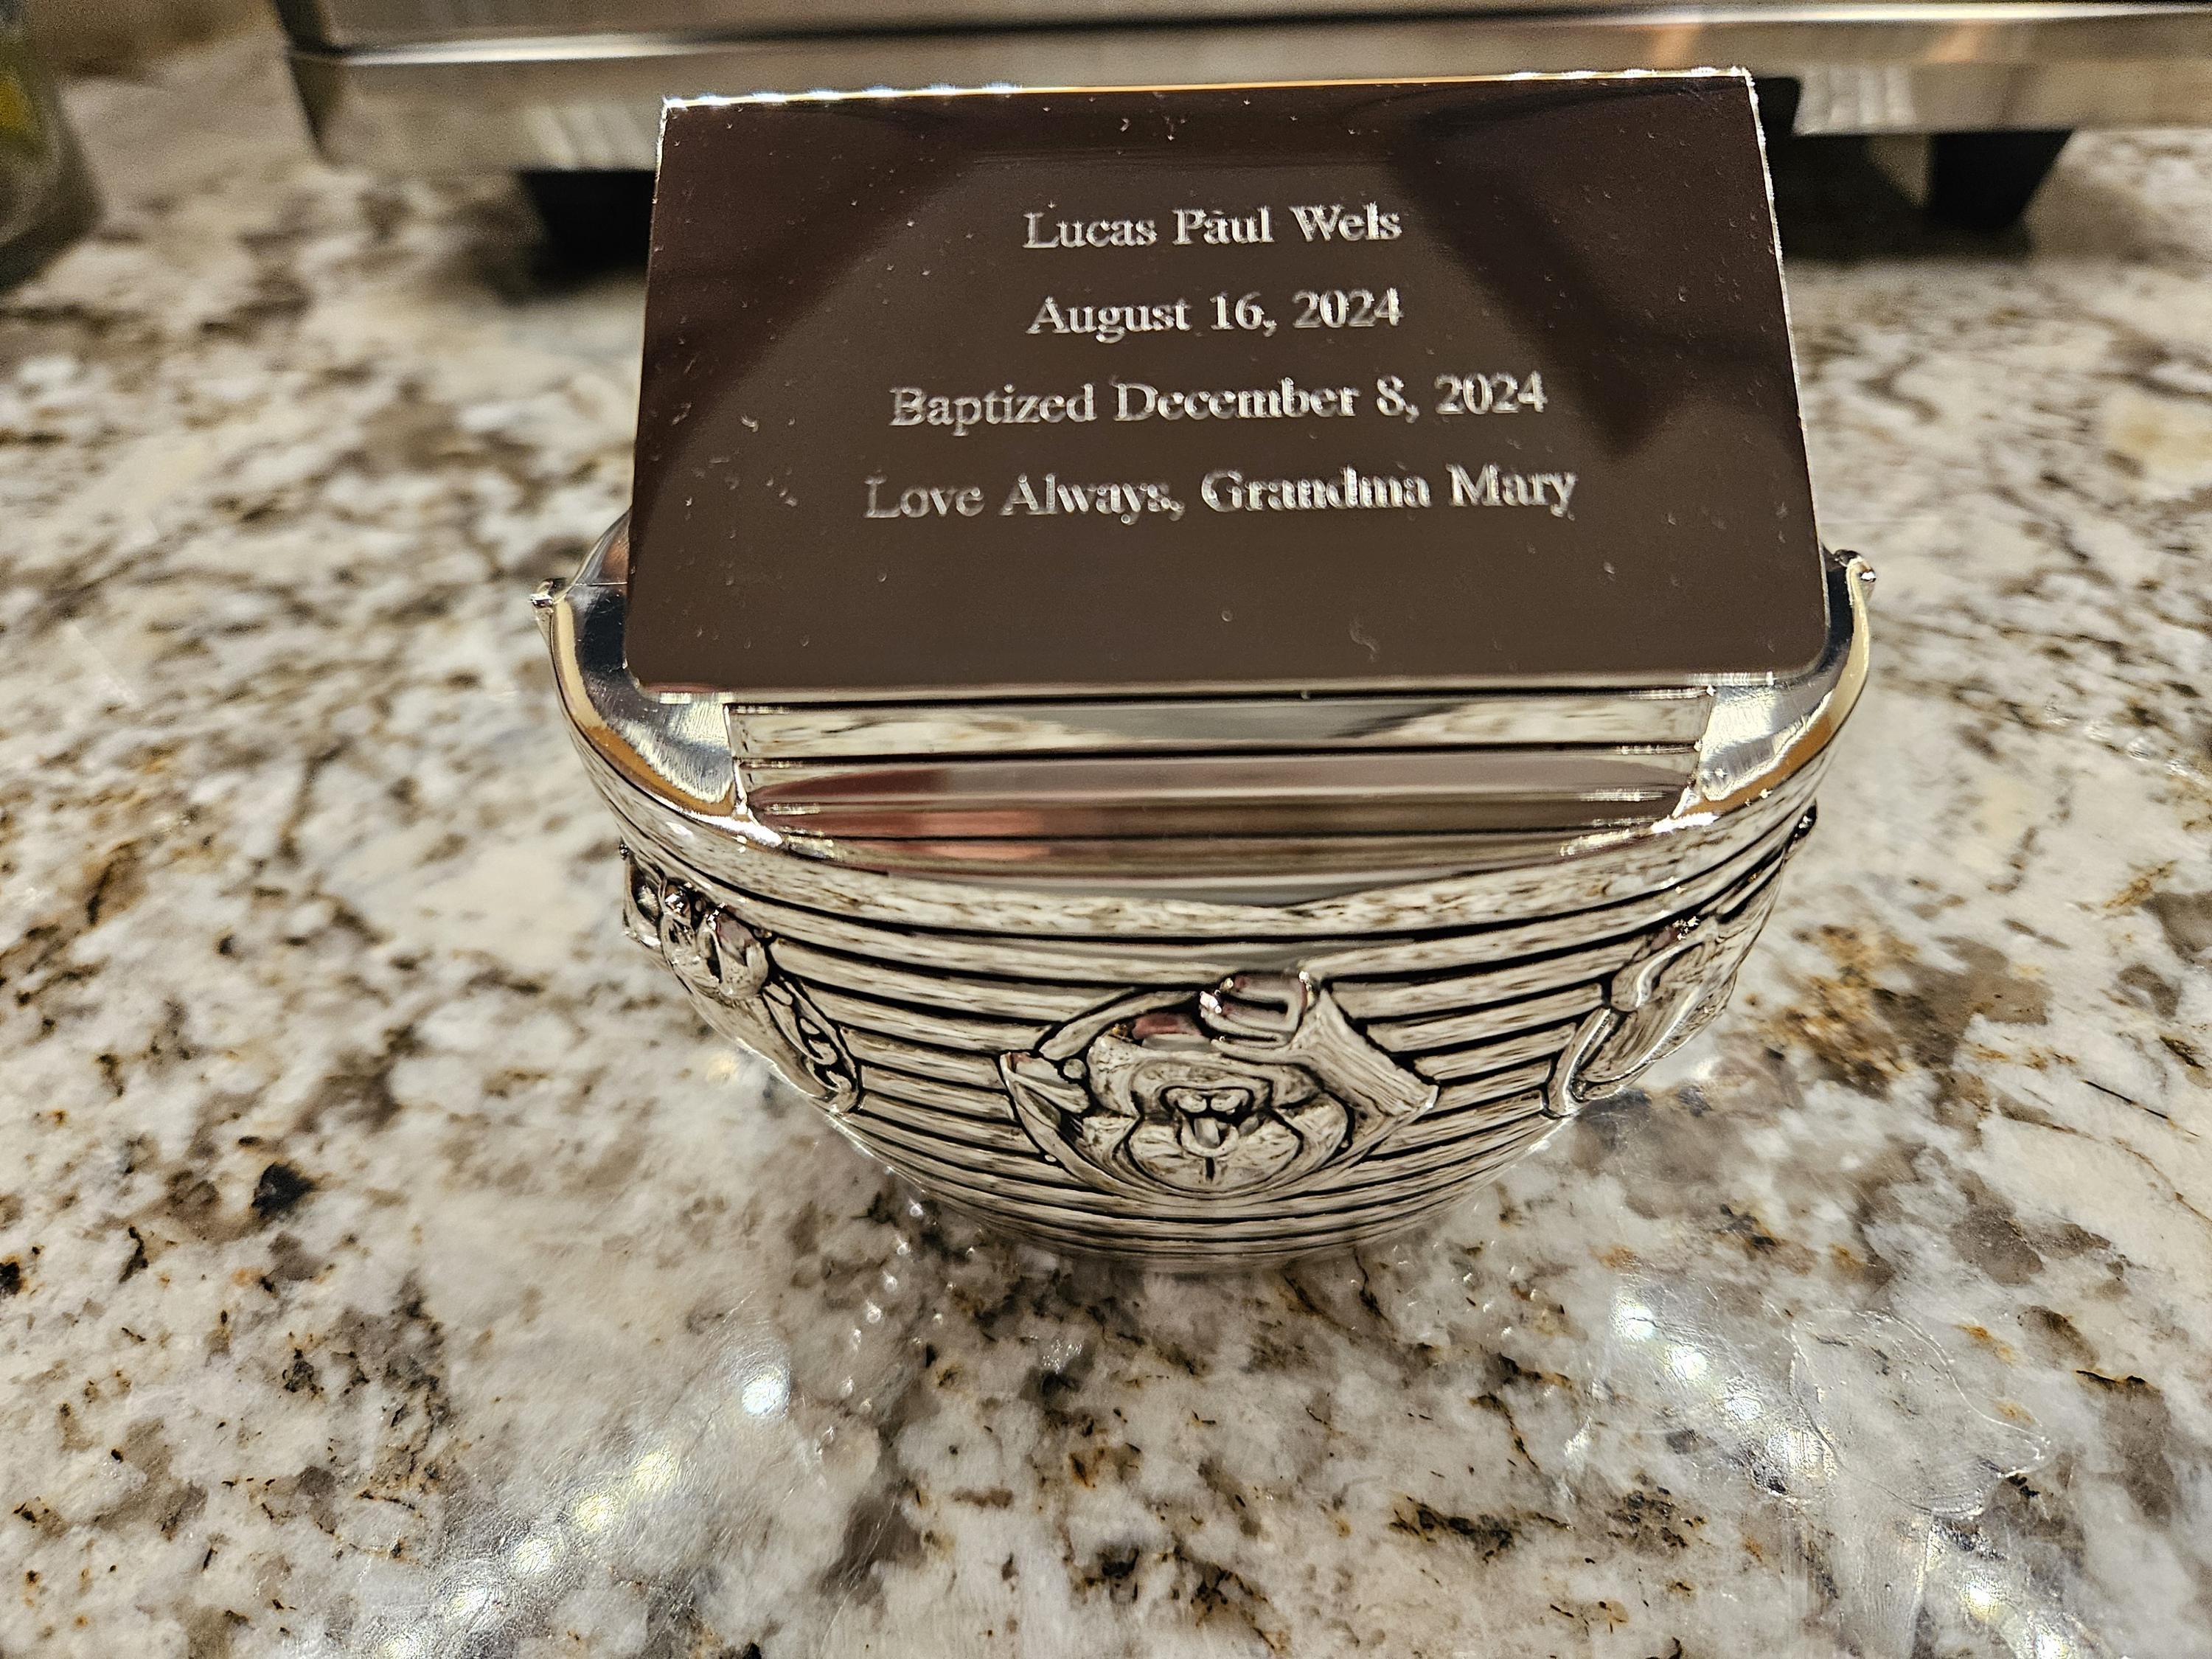 Lucas Paul Wels
August 16, 2024
Baptized December 8, 2024
Love Always, Grandma Mary